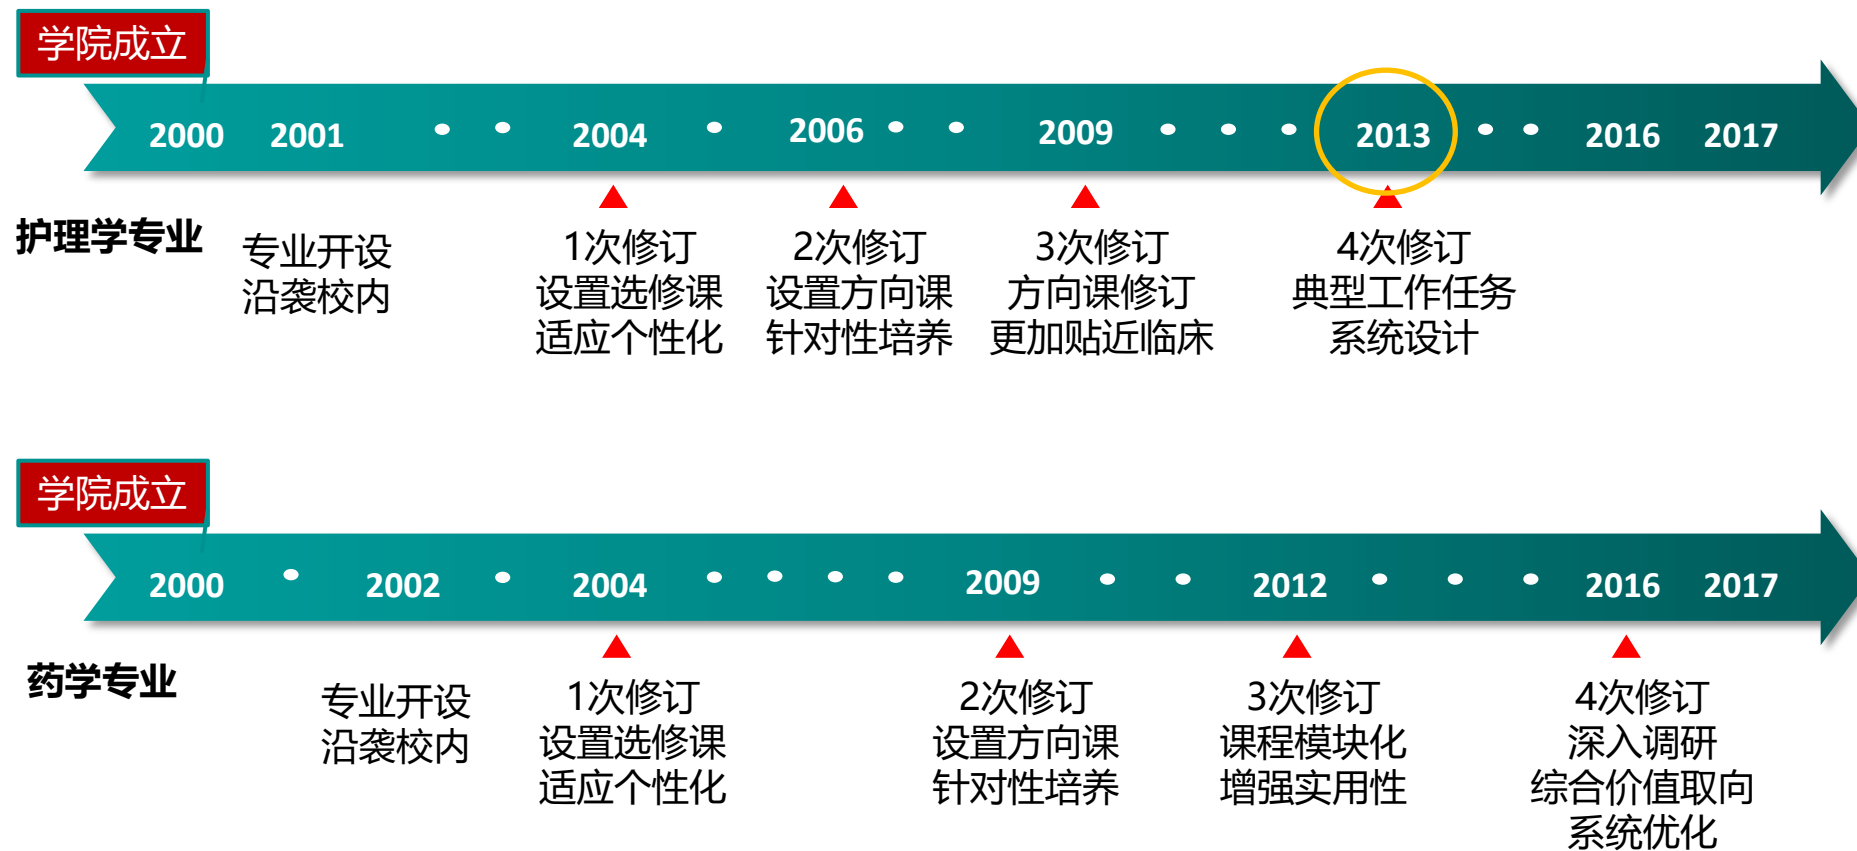 学院成立
2000 2001 2004 2006 2009 2013 2016 2017
护理学专业
专业开设
沿袭校内
1次修订
设置选修课
适应个性化
2次修订
设置方向课
针对性培养
3次修订
方向课修订
更加贴近临床
4次修订
典型工作任务
系统设计
学院成立
2000 2002 2004 2009 2012 2016 2017
药学专业
专业开设
沿袭校内
1次修订
设置选修课
适应个性化
2次修订
设置方向课
针对性培养
3次修订
课程模块化
增强实用性
4次修订
深入调研
综合价值取向
系统优化